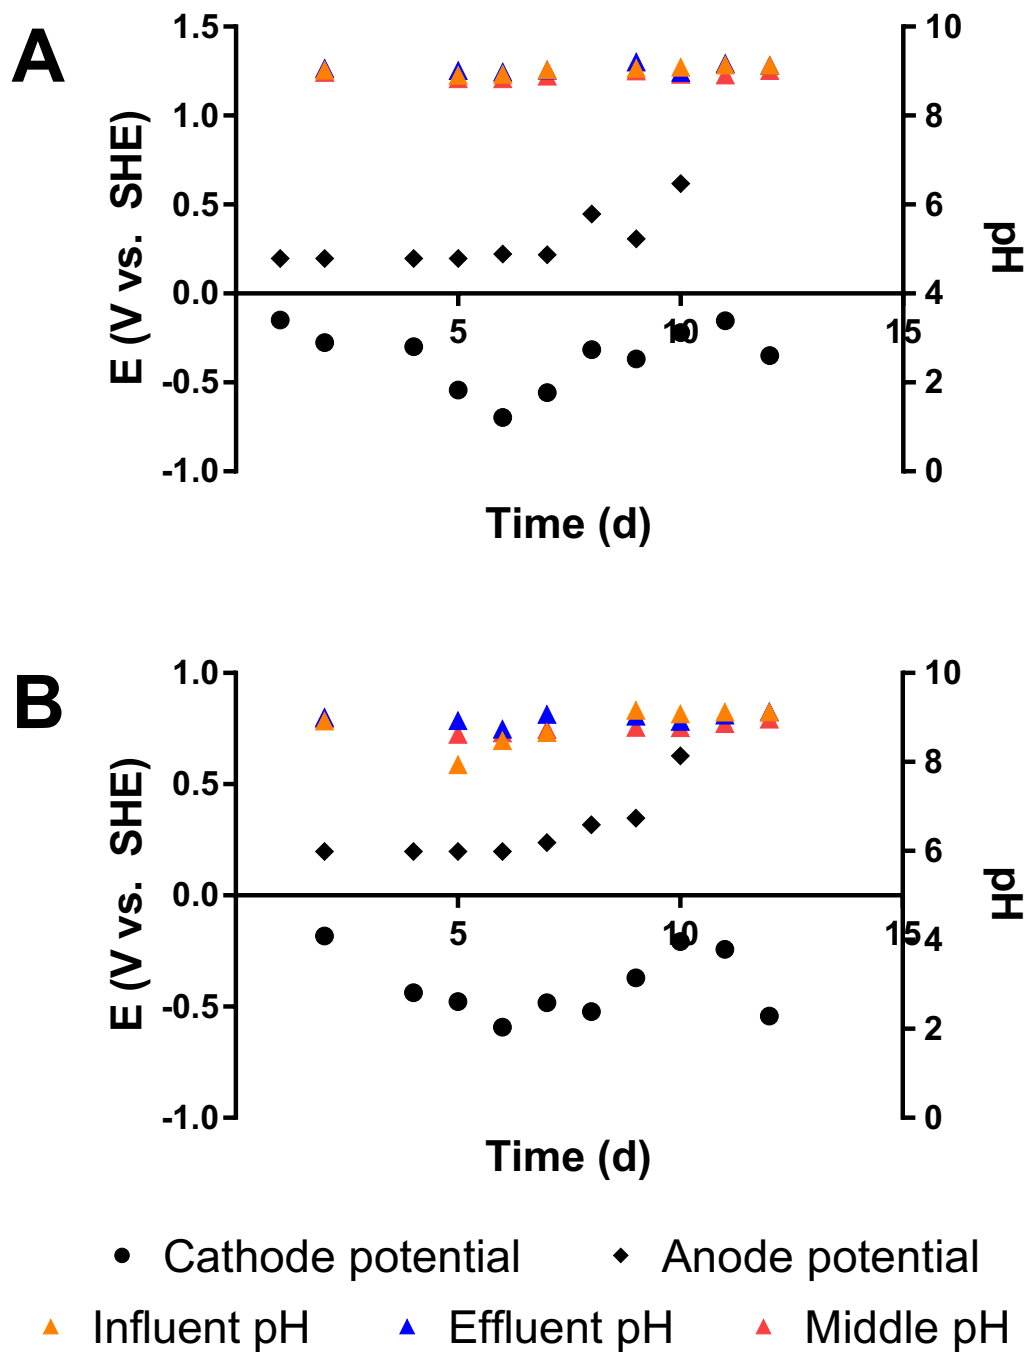 A
1.5
1.0
0.5
0.0
-0.5
-1.0
E (V vs. SHE)
5
10
15
10
8
6
4
2
0
pH
Time (d)
B
1.0
0.5
0.0
-0.5
-1.0
E (V vs. SHE)
5
10
15
10
8
6
4
2
0
pH
Time (d)
Cathode potential
Anode potential
Influent pH
Effluent pH
Middle pH